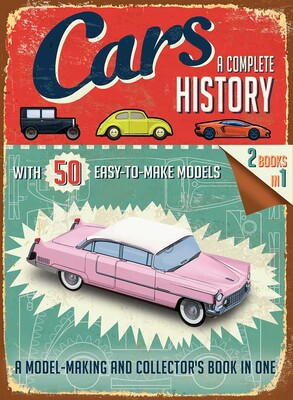 Cars
A COMPLETE
HISTORY
WITH 50 EASY-TO-MAKE MODELS
2 BOOKS
IN 1
A MODEL-MAKING AND COLLECTOR'S BOOK IN ONE